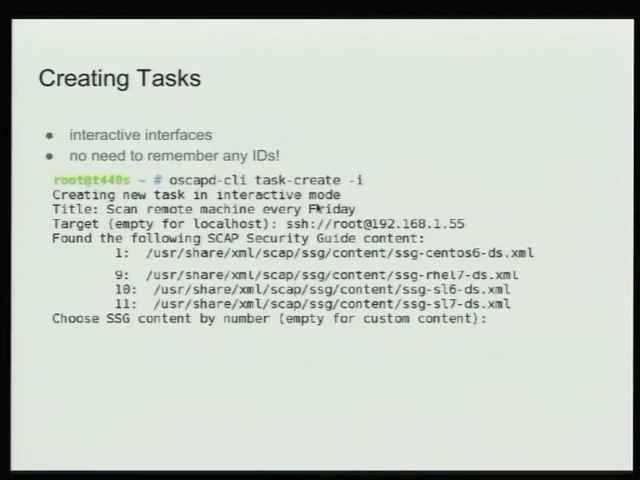 Creating Tasks
● interactive interfaces
● no need to remember any IDs!
root@t440s ~ # oscapd-cli task-create -i
Creating new task in interactive mode
Title: Scan remote machine every Friday
Target (empty for localhost): ssh://root@192.168.1.55
Found the following SCAP Security Guide content:
1: /usr/share/xml/scap/ssg/content/ssg-centos6-ds.xml
9: /usr/share/xml/scap/ssg/content/ssg-rhel7-ds.xml
10: /usr/share/xml/scap/ssg/content/ssg-sl6-ds.xml
11: /usr/share/xml/scap/ssg/content/ssg-sl7-ds.xml
Choose SSG content by number (empty for custom content):